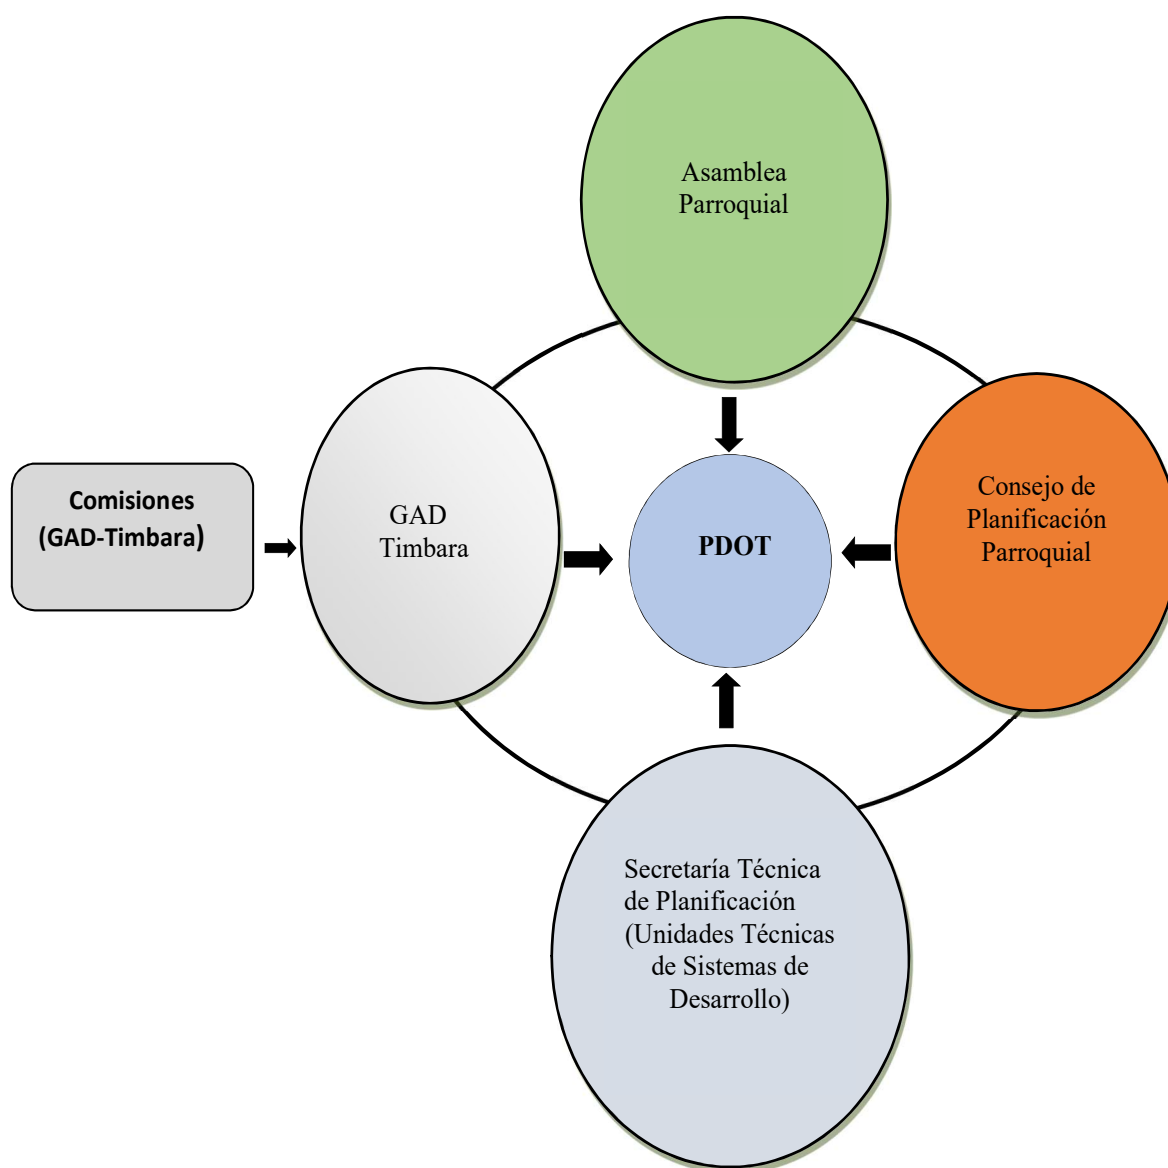 Asamblea
Parroquial
Comisiones
(GAD-Timbara)
GAD
Timbara
PDOT
Consejo de
Planificación
Parroquial
Secretaría Técnica
de Planificación
(Unidades Técnicas
de Sistemas de
Desarrollo)